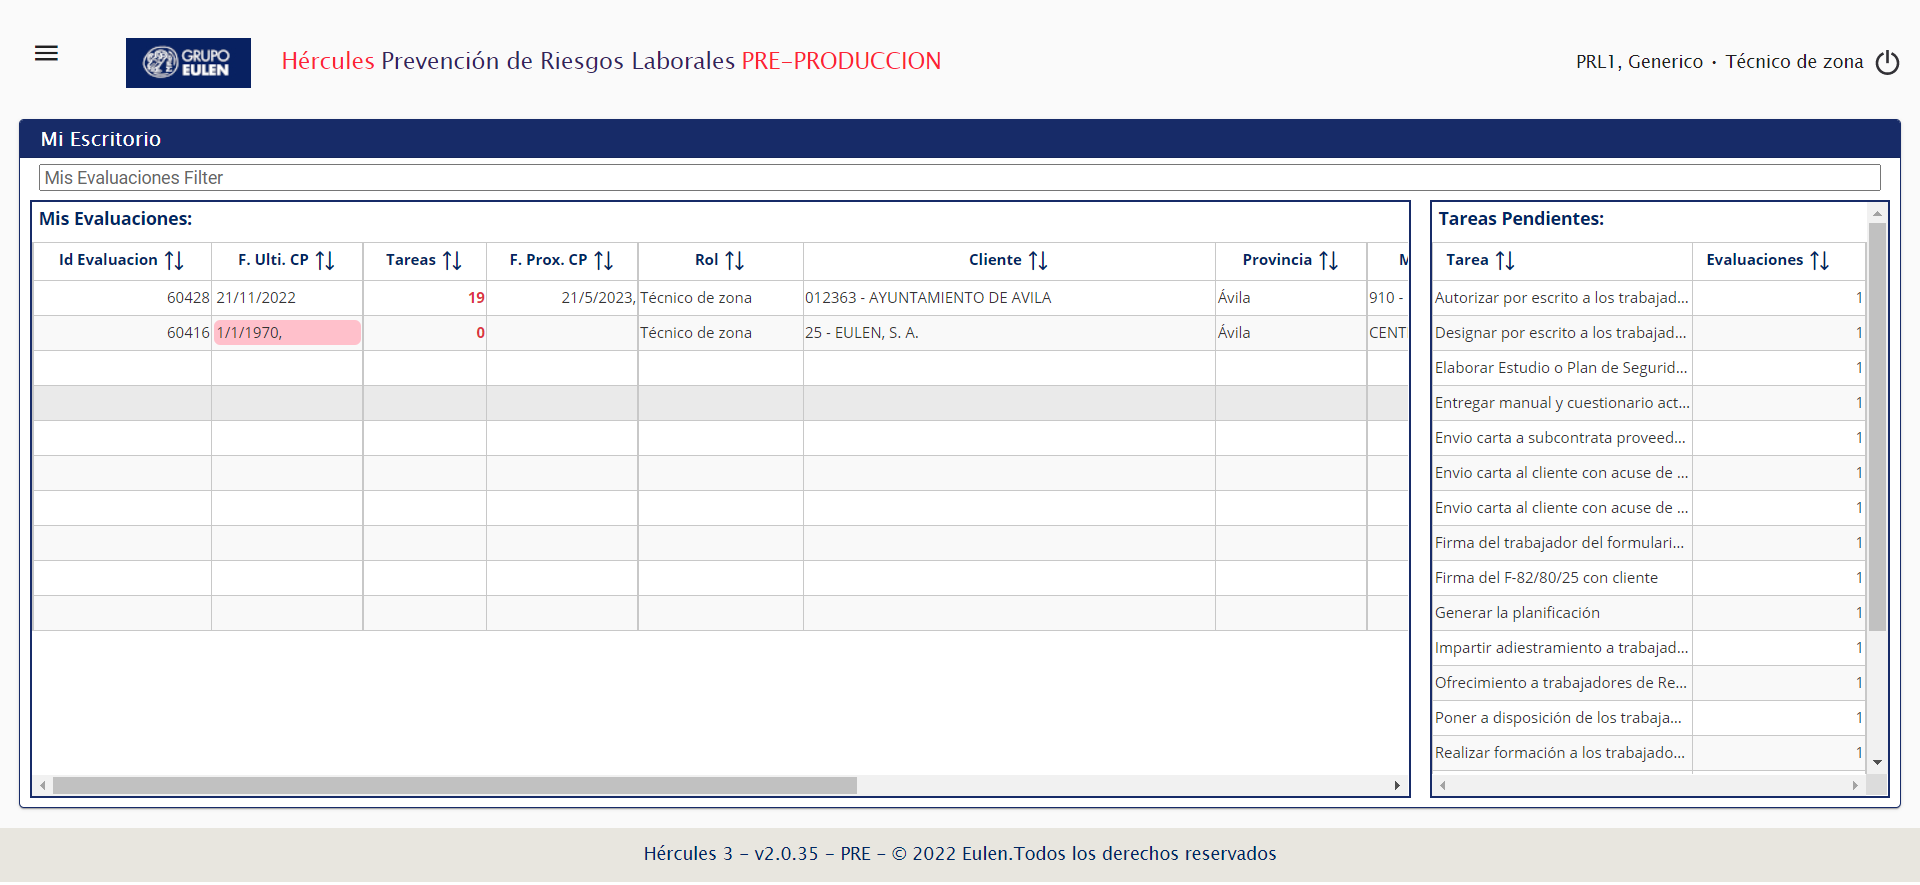 GRUPO
EULEN
Hércules Prevención de Riesgos Laborales PRE-PRODUCCION
PRL1, Generico · Técnico de zona
Mi Escritorio
Mis Evaluaciones Filter
Mis Evaluaciones:
Id Evaluacion F. Ulti. CP Tareas F. Prox. CP Rol Cliente Provincia
60428 21/11/2022 19 21/5/2023, Técnico de zona 012363 - AYUNTAMIENTO DE AVILA Ávila 910 -
60416 1/1/1970, 0 Técnico de zona 25 - EULEN, S. A. Ávila CENT
Tareas Pendientes:
Tarea Evaluaciones
Autorizar por escrito a los trabajad... 1
Designar por escrito a los trabajad... 1
Elaborar Estudio o Plan de Segurid... 1
Entregar manual y cuestionario act... 1
Envio carta a subcontrata proveed... 1
Envio carta al cliente con acuse de ... 1
Envio carta al cliente con acuse de ... 1
Firma del trabajador del formulari... 1
Firma del F-82/80/25 con cliente 1
Generar la planificación 1
Impartir adiestramiento a trabajad... 1
Ofrecimiento a trabajadores de Re... 1
Poner a disposición de los trabaja... 1
Realizar formación a los trabajado... 1
Hércules 3 - v2.0.35 - PRE - © 2022 Eulen.Todos los derechos reservados